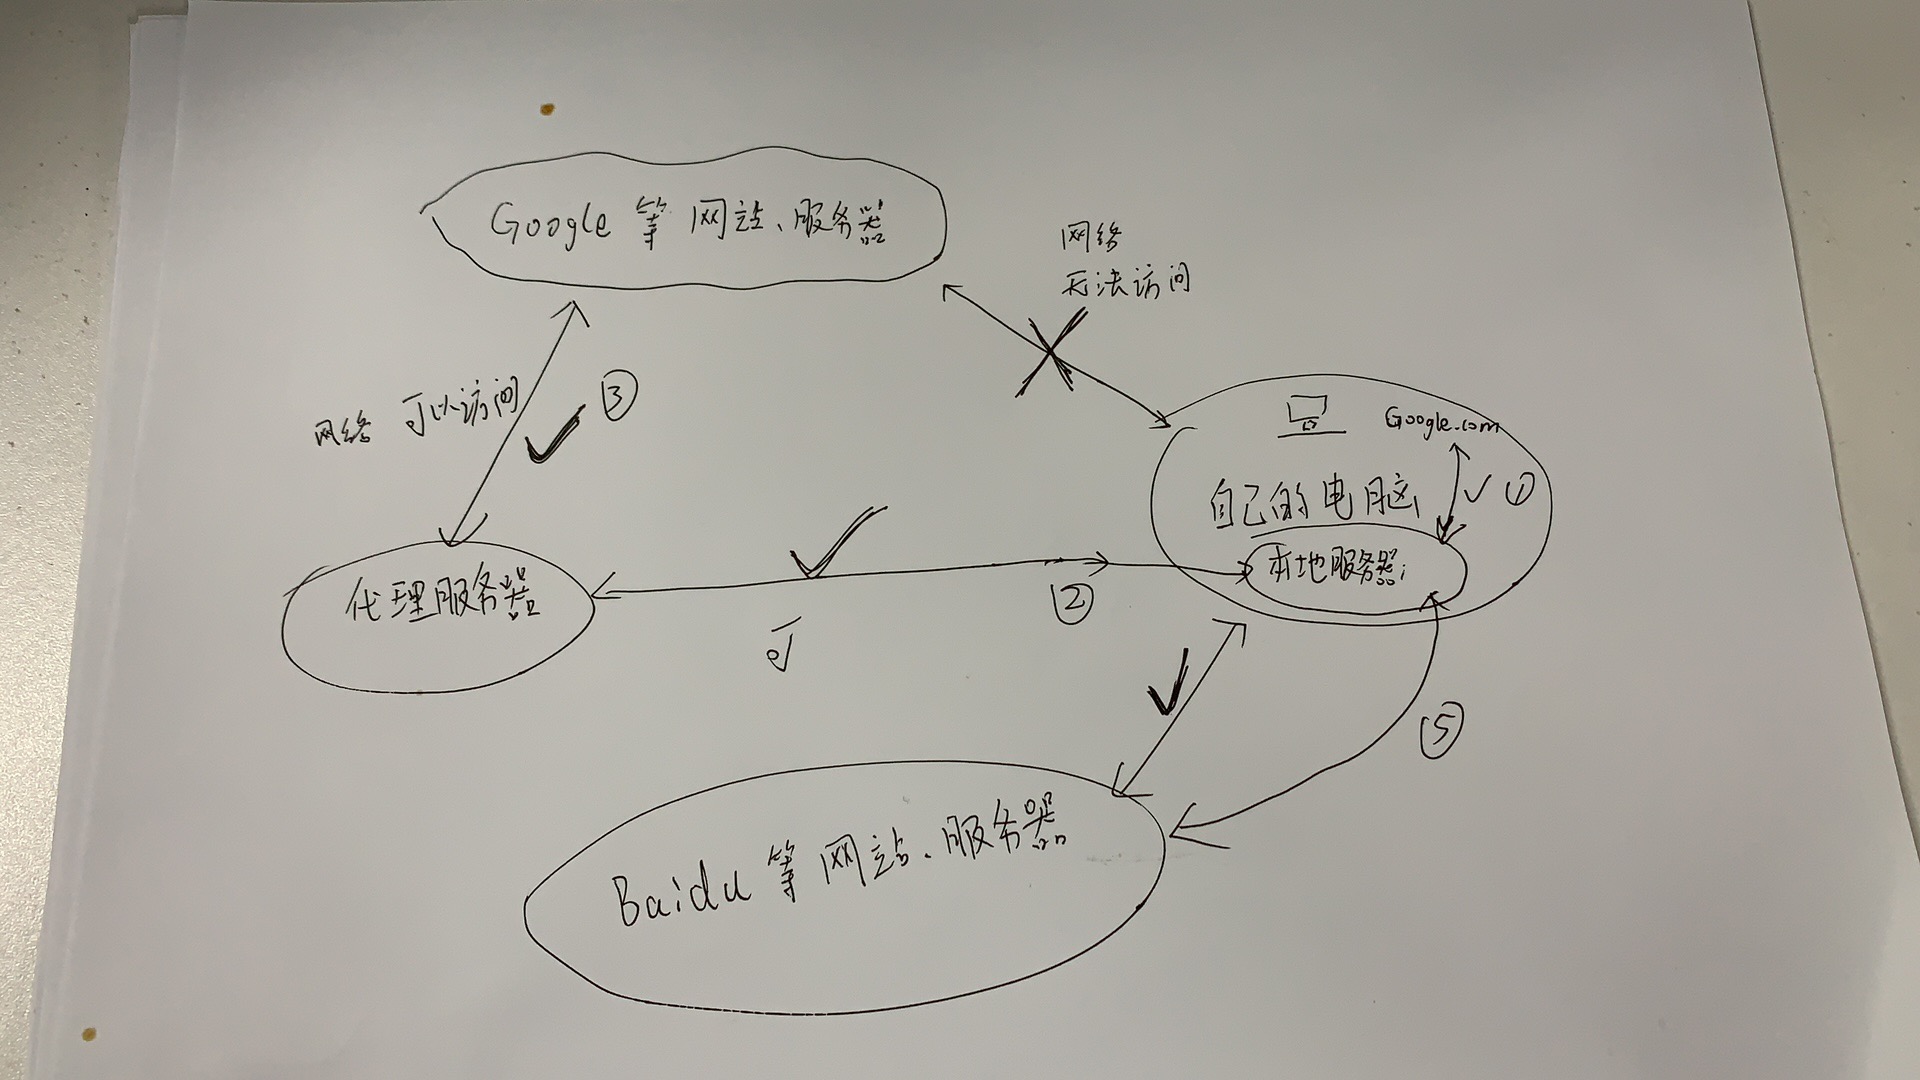 Google 等 网站、服务器
网络
无法访问
网络 可以访问
③
Google.com
自己的电脑
①
本地服务器
代理服务器
②
可
⑤
Baidu 等 网站、服务器